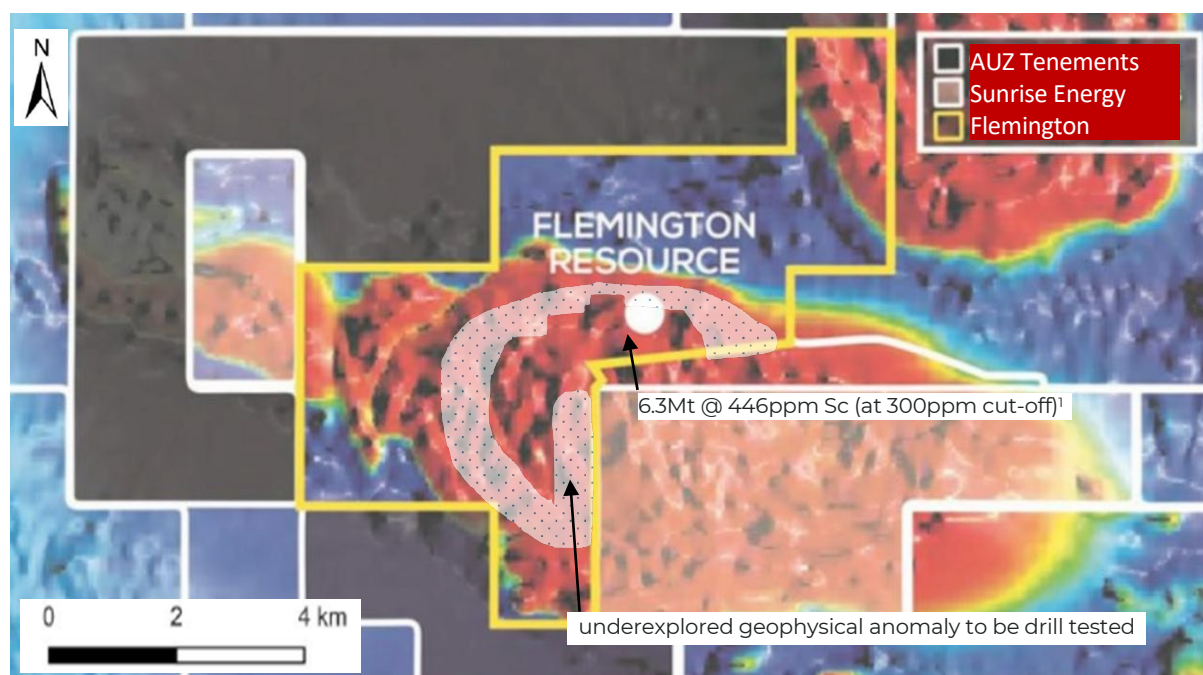 N
AUZ Tenements
Sunrise Energy
Flemington
FLEMINGTON
RESOURCE
6.3Mt @ 446ppm Sc (at 300ppm cut-off)¹
underexplored geophysical anomaly to be drill tested
0 2 4 km